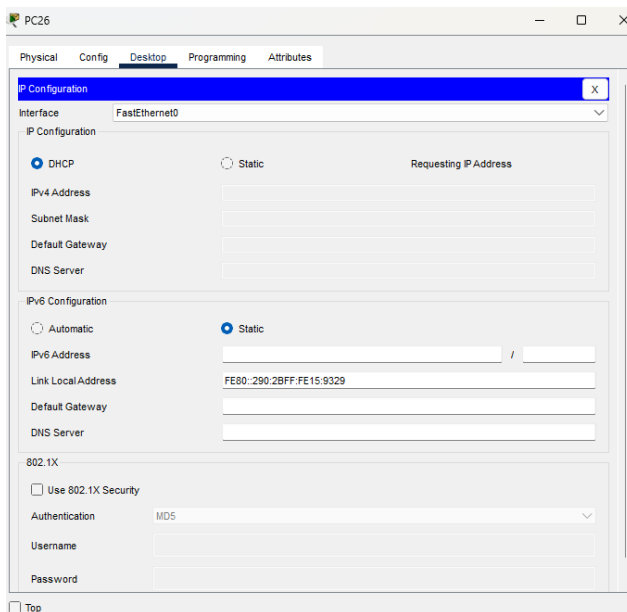 PC26
Physical Config Desktop Programming Attributes
IP Configuration X
Interface FastEthernet0
IP Configuration
DHCP Static Requesting IP Address
IPv4 Address
Subnet Mask
Default Gateway
DNS Server
IPv6 Configuration
Automatic Static
IPv6 Address /
Link Local Address FE80::290:2BFF:FE15:9329
Default Gateway
DNS Server
802.1X
Use 802.1X Security
Authentication MD5
Username
Password
Top